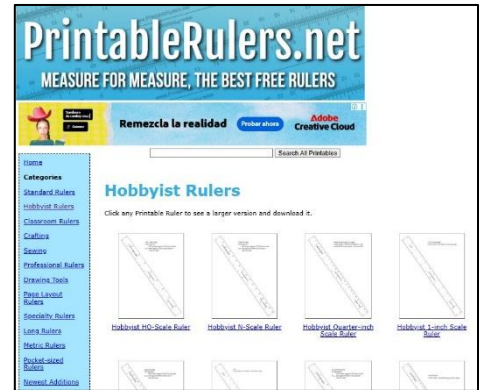 PrintableRulers.net
MEASURE FOR MEASURE, THE BEST FREE RULERS
Remezcla la realidad
Probar ahora
Adobe
Creative Cloud
Search All Printables
Home
Categories
Standard Rulers
Hobbyist Rulers
Classroom Rulers
Crafting
Sewing
Professional Rulers
Drawing Tools
Page Layout
Rulers
Specialty Rulers
Long Rulers
Metric Rulers
Pocket-sized
Rulers
Newest Additions
Hobbyist Rulers
Click any Printable Ruler to see a larger version and download it.
Hobbyist HO-Scale Ruler
Hobbyist N-Scale Ruler
Hobbyist Quarter-inch
Scale Ruler
Hobbyist 1-inch Scale
Ruler